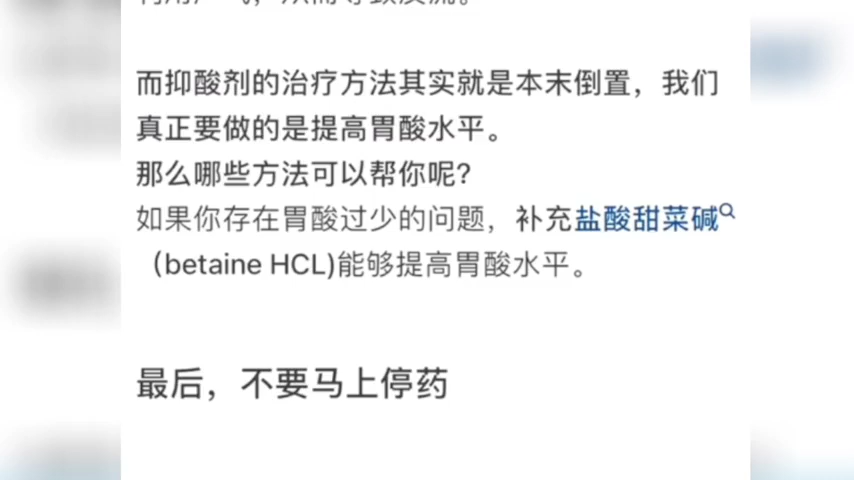 而抑酸剂的治疗方法其实就是本末倒置，我们
真正要做的是提高胃酸水平。
那么哪些方法可以帮你呢？
如果你存在胃酸过少的问题，补充盐酸甜菜碱
（betaine HCL)能够提高胃酸水平。
最后，不要马上停药